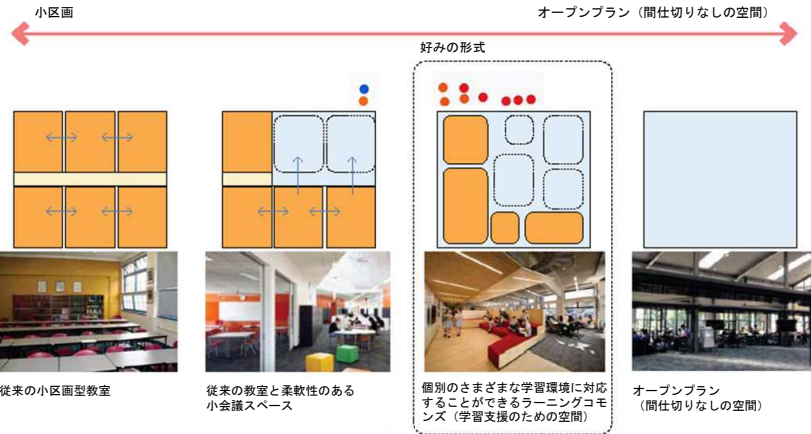 小区画
オープンプラン（間仕切りなしの空間）
好みの形式
従来の小区画型教室
従来の教室と柔軟性のある
小会議スペース
個別のさまざまな学習環境に対応
することができるラーニングコモ
ンズ（学習支援のための空間）
オープンプラン
（間仕切りなしの空間）